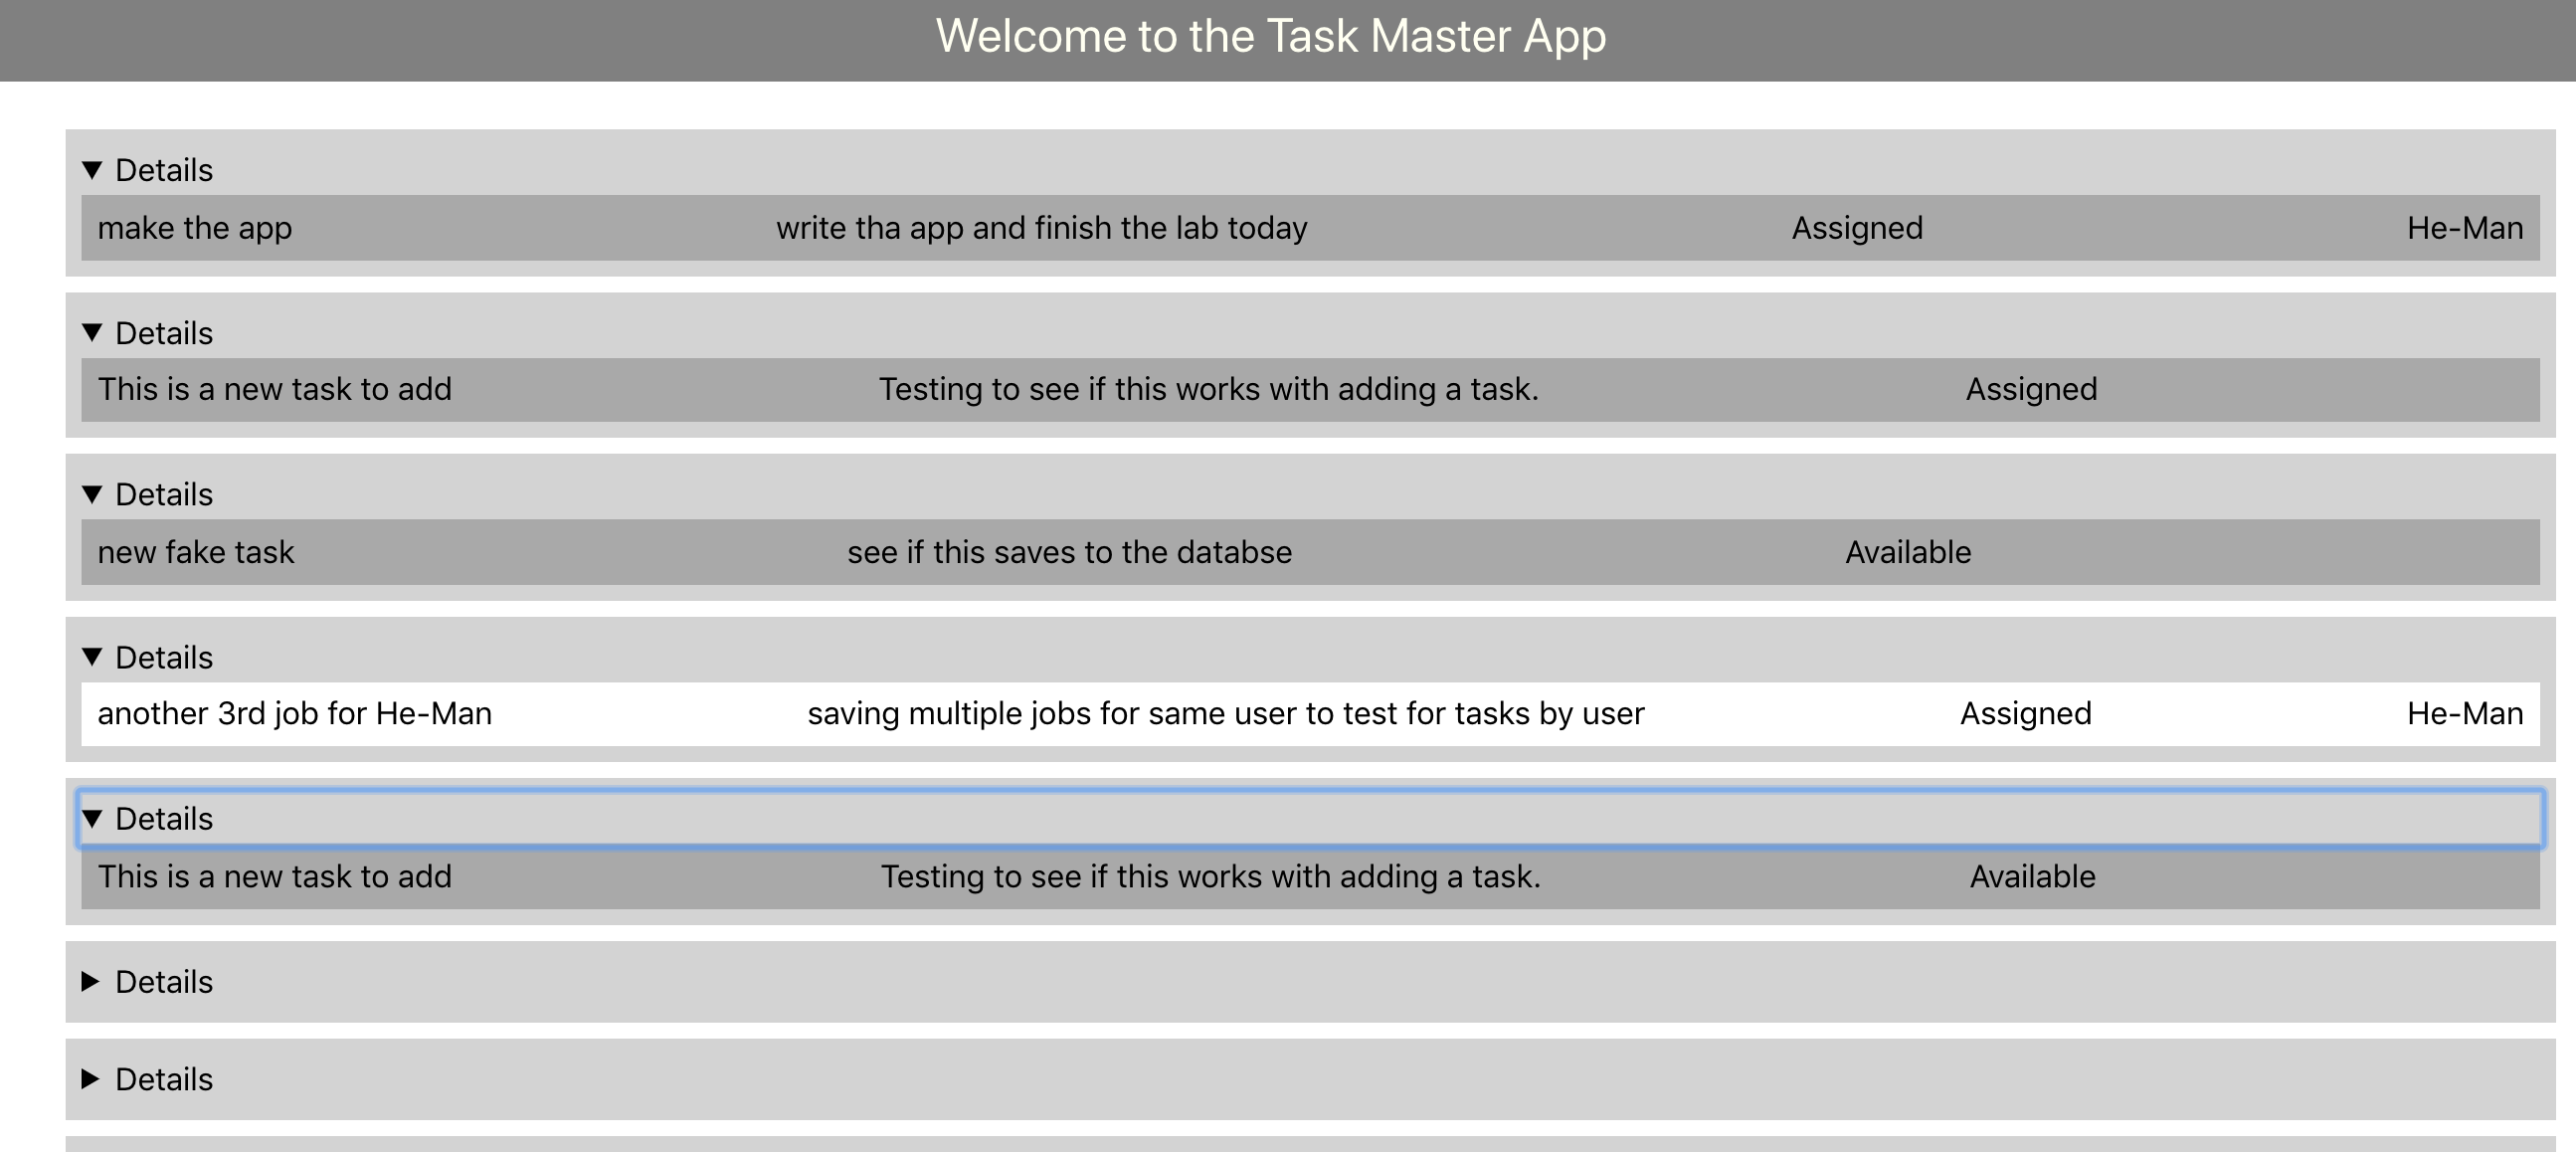 Welcome to the Task Master App
Details
make the app write tha app and finish the lab today Assigned He-Man
Details
This is a new task to add Testing to see if this works with adding a task. Assigned
Details
new fake task see if this saves to the databse Available
Details
another 3rd job for He-Man saving multiple jobs for same user to test for tasks by user Assigned He-Man
Details
This is a new task to add Testing to see if this works with adding a task. Available
Details
Details